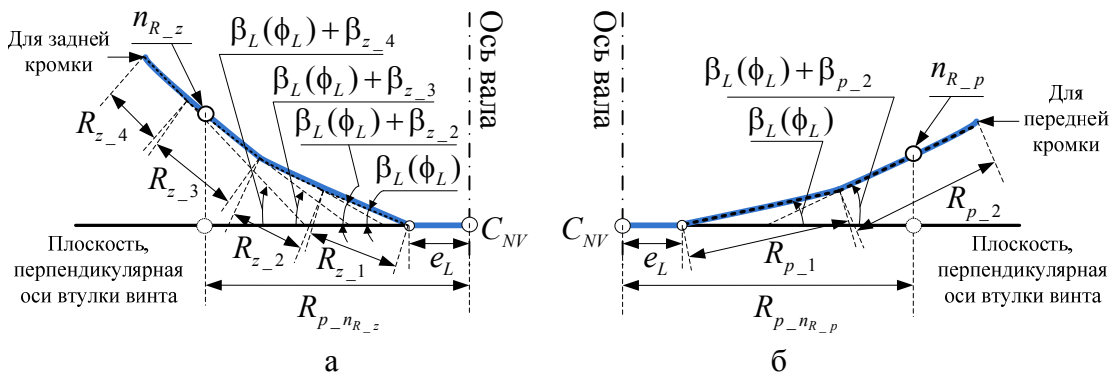 n_{R_z}
Для задней
кромки
β_L(ϕ_L) + β_{z_4}
β_L(ϕ_L) + β_{z_3}
β_L(ϕ_L) + β_{z_2}
β_L(ϕ_L)
R_{z_4}
R_{z_3}
R_{z_2}
R_{z_1}
e_L
C_{NV}
Ось вала
Плоскость,
перпендикулярная
оси втулки винта
R_{p_n_{R_z}}
а
Ось вала
β_L(ϕ_L) + β_{p_2}
n_{R_p}
β_L(ϕ_L)
Для
передней
кромки
C_{NV}
e_L
R_{p_1}
R_{p_2}
Плоскость,
перпендикулярная
оси втулки винта
R_{p_n_{R_p}}
б